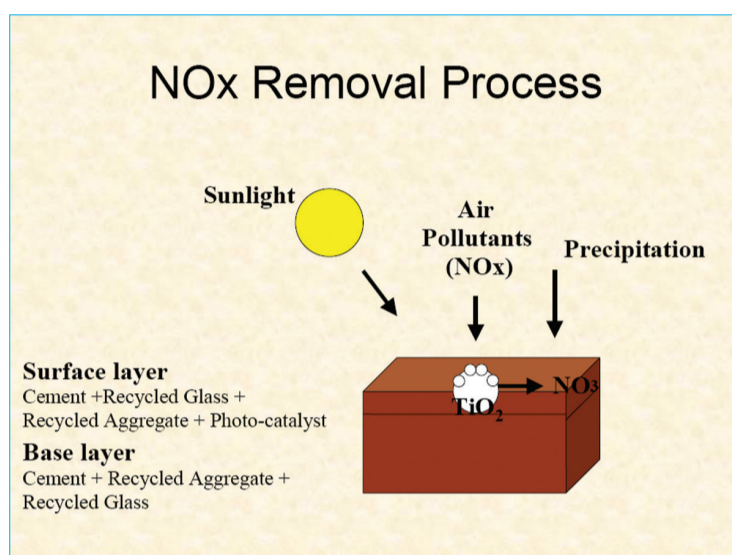 NOx Removal Process
Sunlight
Air
Pollutants
(NOx)
Precipitation
Surface layer
Cement +Recycled Glass +
Recycled Aggregate + Photo-catalyst
Base layer
Cement + Recycled Aggregate +
Recycled Glass
NO3
TiO2